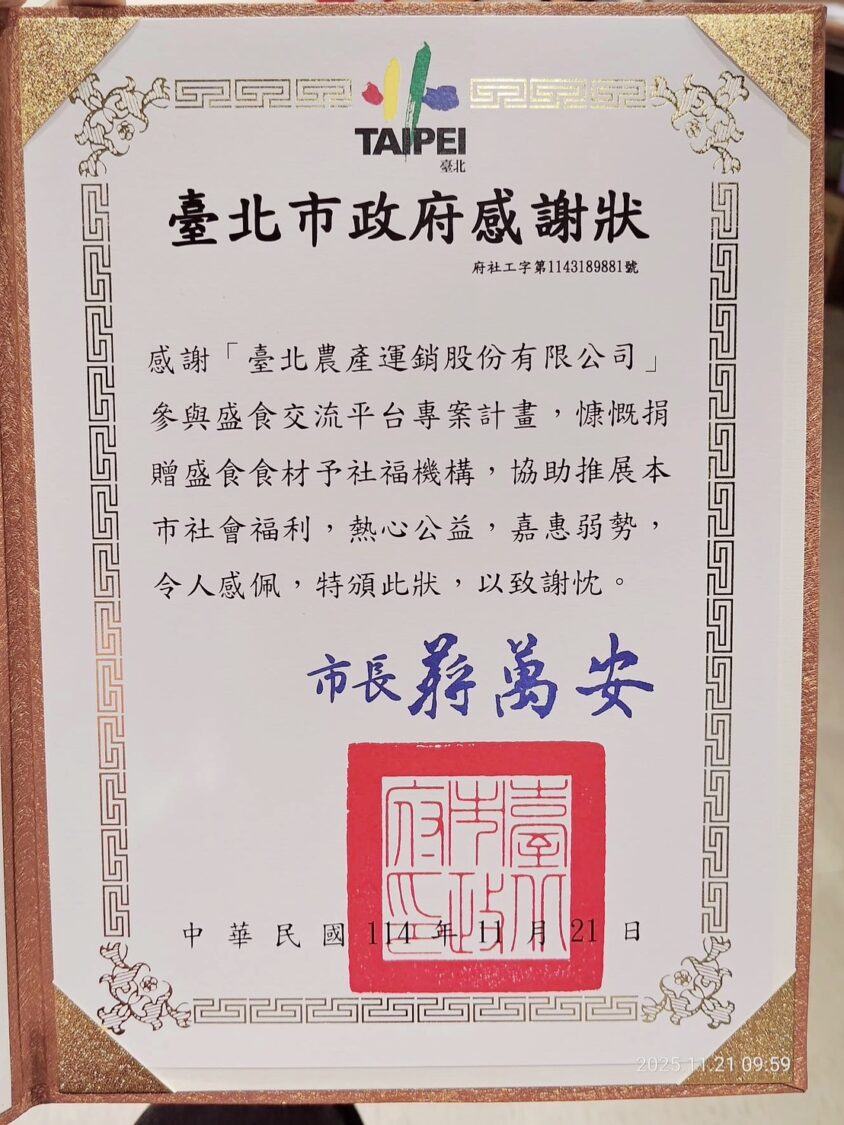 TAIPEI
臺北
臺北市政府感謝狀
府社工字第1143189881號
感謝「臺北農產運銷股份有限公司」
參與盛食交流平台專案計畫，慷慨捐
贈盛食食材予社福機構，協助推展本
市社會福利，熱心公益，嘉惠弱勢，
令人感佩，特頒此狀，以致謝忱。
市長蔣萬安
臺北市政府印
中華民國114年11月21日
2025.11.21 09:59